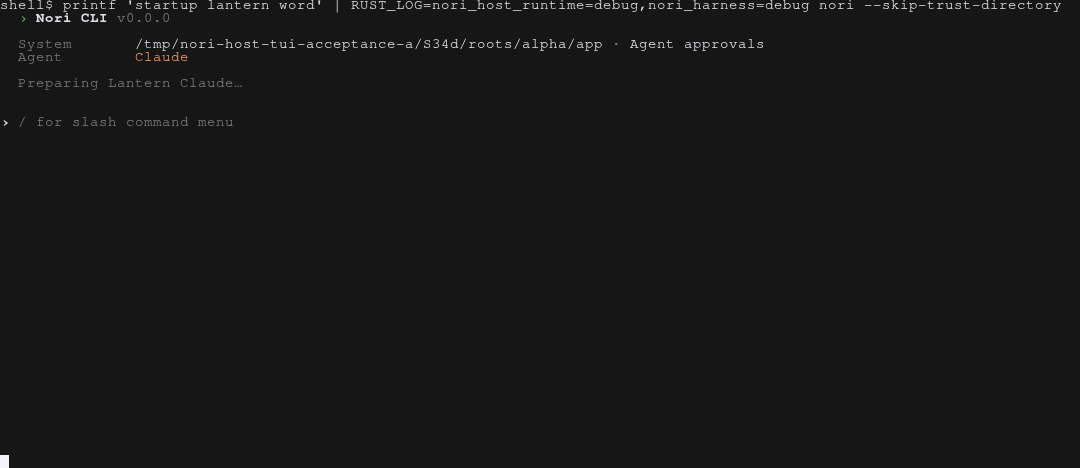 shell$ printf 'startup lantern word' | RUST_LOG=nori_host_runtime=debug,nori_harness=debug nori --skip-trust-directory
› Nori CLI v0.0.0
System /tmp/nori-host-tui-acceptance-a/S34d/roots/alpha/app · Agent approvals
Agent Claude
Preparing Lantern Claude…
› / for slash command menu